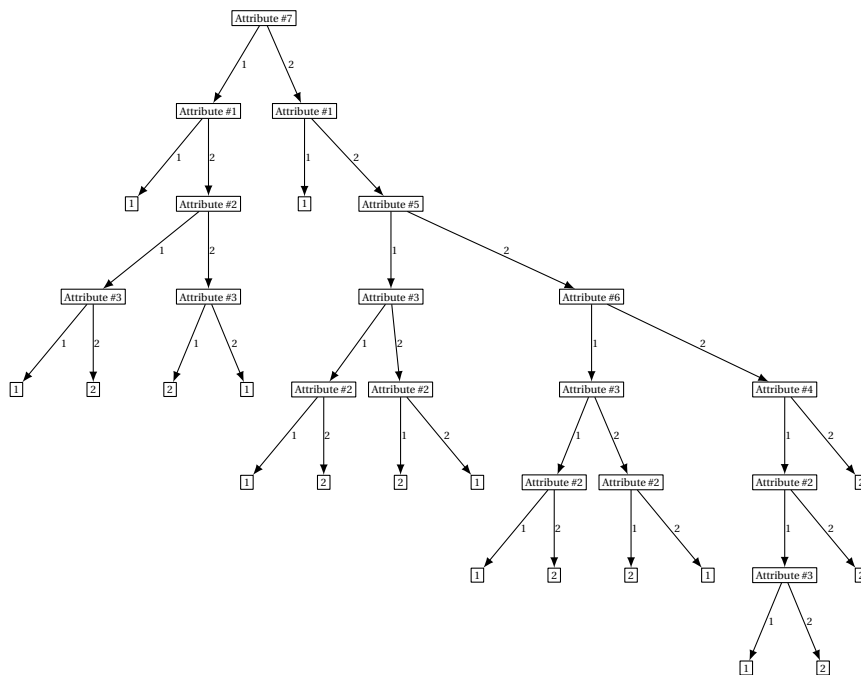 Attribute #7
1 2
Attribute #1 Attribute #1
1 2 1 2
1 Attribute #2 1 Attribute #5
1 2 1 2
Attribute #3 Attribute #3 Attribute #3 Attribute #6
1 2 1 2 1 2 1 2
1 2 2 1 Attribute #2 Attribute #2 Attribute #3 Attribute #4
1 2 1 2 1 2 1 2
1 2 2 1 Attribute #2 Attribute #2 Attribute #2 2
1 2 1 2 1 2
1 2 2 1 Attribute #3 2
1 2
1 2